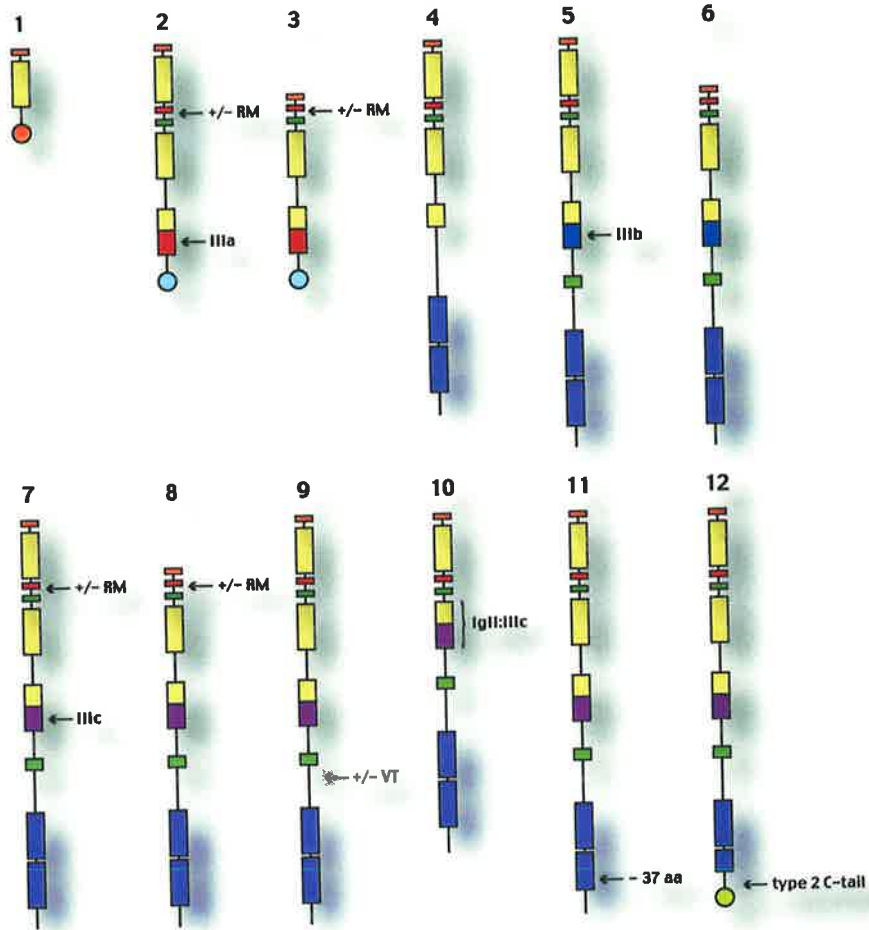 1
2
3
4
5
6
+/- RM
+/- RM
IIIa
IIIb
7
8
9
10
11
12
+/- RM
+/- RM
IgII:IIIc
IIIc
+/- VT
- 37 aa
type 2 C-tail